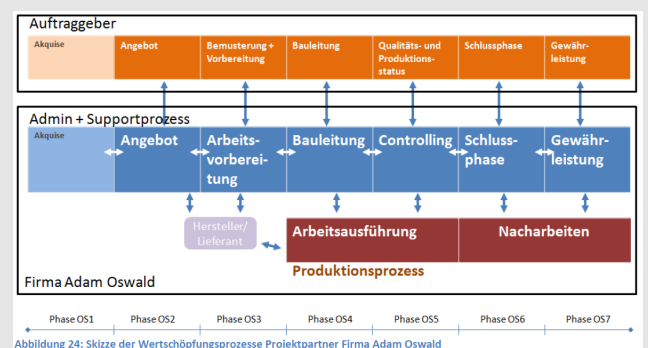 Auftraggeber
Akquise
Angebot
Bemusterung +
Vorbereitung
Bauleitung
Qualitäts- und
Produktions-
status
Schlussphase
Gewähr-
leistung
Admin + Supportprozess
Akquise
Angebot
Arbeits-
vorberei-
tung
Bauleitung
Controlling
Schluss-
phase
Gewähr-
leistung
Hersteller/
Lieferant
Arbeitsausführung
Nacharbeiten
Produktionsprozess
Firma Adam Oswald
Phase OS1
Phase OS2
Phase OS3
Phase OS4
Phase OS5
Phase OS6
Phase OS7
Abbildung 24: Skizze der Wertschöpfungsprozesse Projektpartner Firma Adam Oswald